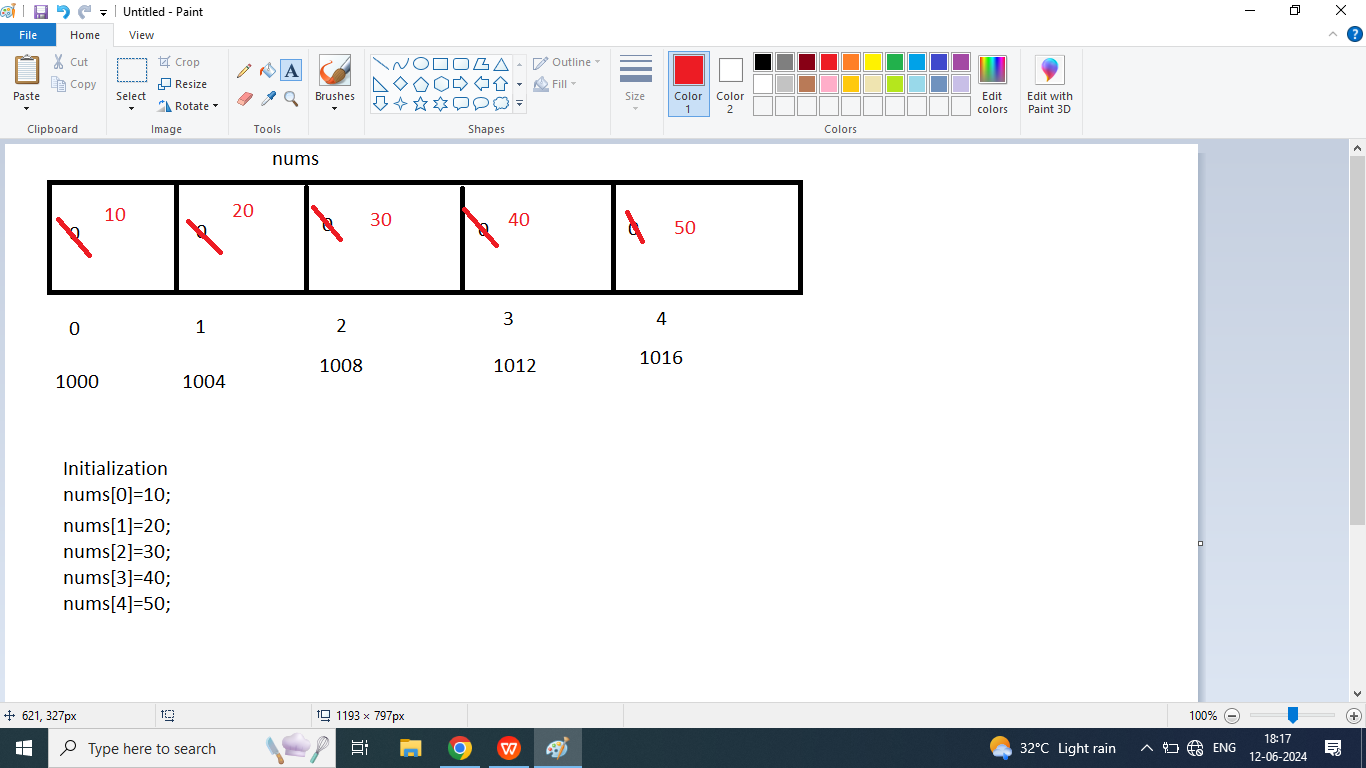 Untitled - Paint
File Home View
Paste Cut Copy Clipboard
Select Crop Resize Rotate Image
Tools
Brushes
Shapes Outline Fill
Size
Color 1 Color 2 Colors Edit colors
Edit with Paint 3D
nums
0 10 0 20 0 30 0 40 0 50
0 1 2 3 4
1000 1004 1008 1012 1016
Initialization
nums[0]=10;
nums[1]=20;
nums[2]=30;
nums[3]=40;
nums[4]=50;
621, 327px 1193 × 797px 100%
Type here to search 32°C Light rain ENG 18:17
12-06-2024